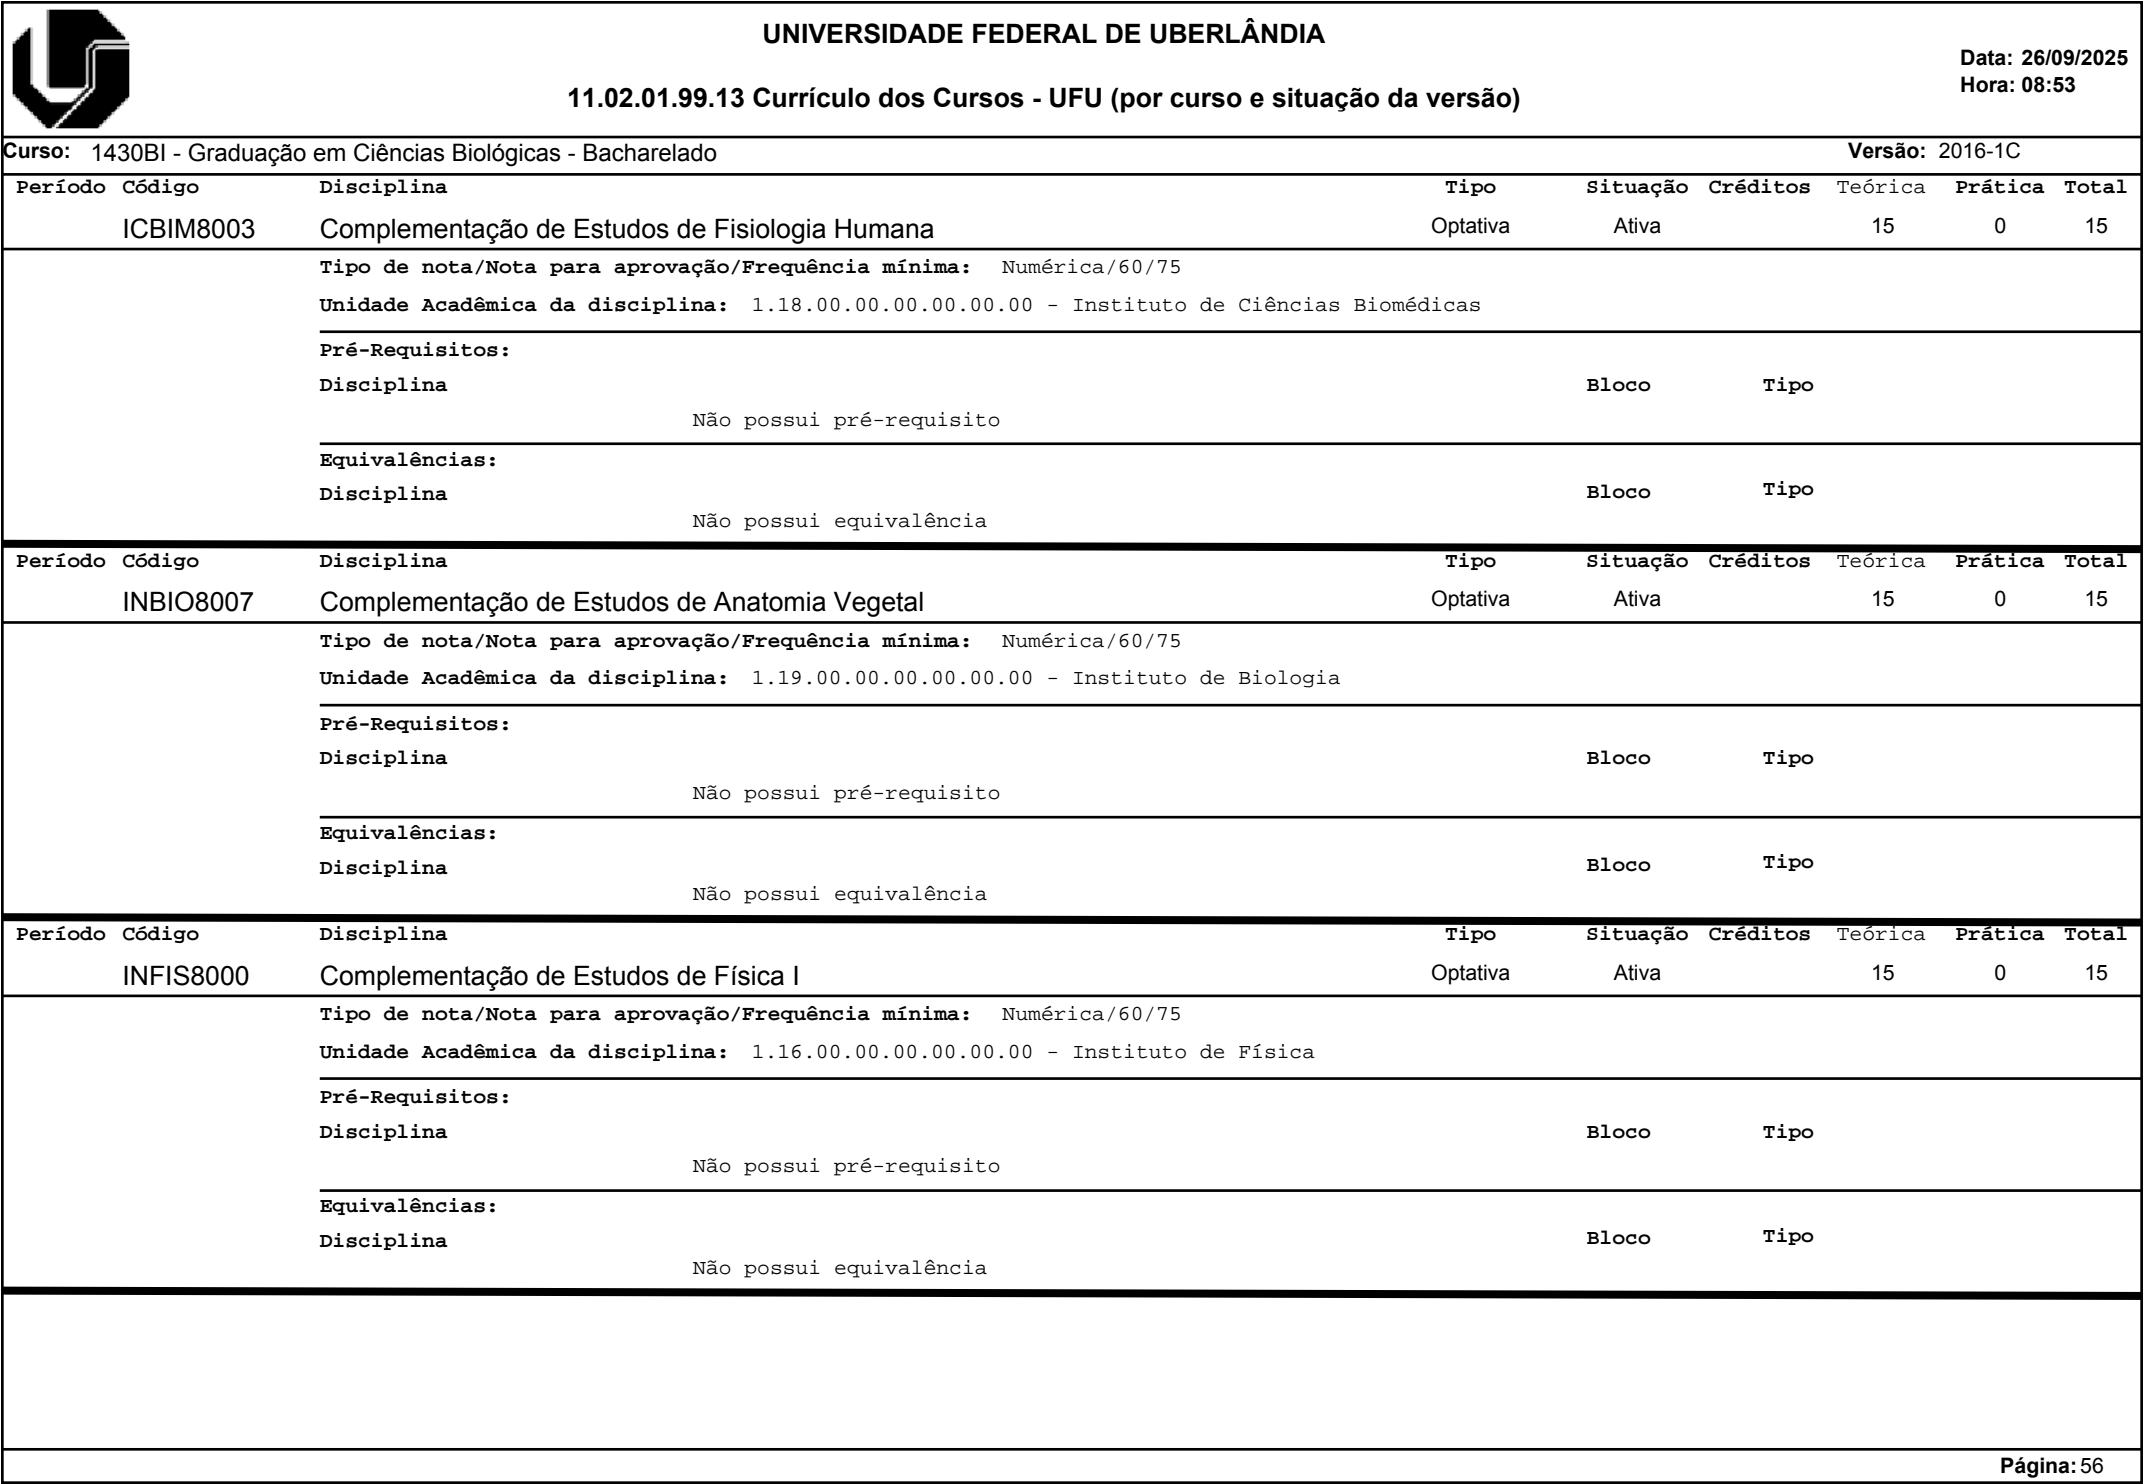 UNIVERSIDADE FEDERAL DE UBERLÂNDIA
Data: 26/09/2025
Hora: 08:53
11.02.01.99.13 Currículo dos Cursos - UFU (por curso e situação da versão)
Curso: 1430BI - Graduação em Ciências Biológicas - Bacharelado Versão: 2016-1C
Período Código Disciplina Tipo Situação Créditos Teórica Prática Total
ICBIM8003 Complementação de Estudos de Fisiologia Humana Optativa Ativa 15 0 15
Tipo de nota/Nota para aprovação/Frequência mínima: Numérica/60/75
Unidade Acadêmica da disciplina: 1.18.00.00.00.00.00.00 - Instituto de Ciências Biomédicas
Pré-Requisitos:
Disciplina Bloco Tipo
Não possui pré-requisito
Equivalências:
Disciplina Bloco Tipo
Não possui equivalência
Período Código Disciplina Tipo Situação Créditos Teórica Prática Total
INBIO8007 Complementação de Estudos de Anatomia Vegetal Optativa Ativa 15 0 15
Tipo de nota/Nota para aprovação/Frequência mínima: Numérica/60/75
Unidade Acadêmica da disciplina: 1.19.00.00.00.00.00.00 - Instituto de Biologia
Pré-Requisitos:
Disciplina Bloco Tipo
Não possui pré-requisito
Equivalências:
Disciplina Bloco Tipo
Não possui equivalência
Período Código Disciplina Tipo Situação Créditos Teórica Prática Total
INFIS8000 Complementação de Estudos de Física I Optativa Ativa 15 0 15
Tipo de nota/Nota para aprovação/Frequência mínima: Numérica/60/75
Unidade Acadêmica da disciplina: 1.16.00.00.00.00.00.00 - Instituto de Física
Pré-Requisitos:
Disciplina Bloco Tipo
Não possui pré-requisito
Equivalências:
Disciplina Bloco Tipo
Não possui equivalência
Página: 56